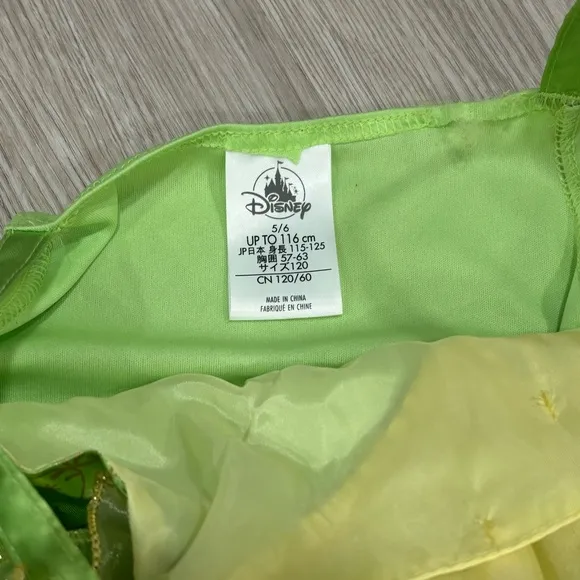 Disney
5/6
UP TO 116 cm
JP日本 身長 115-125
胸囲 57-63
サイズ120
CN 120/60
MADE IN CHINA
FABRIQUÉ EN CHINE